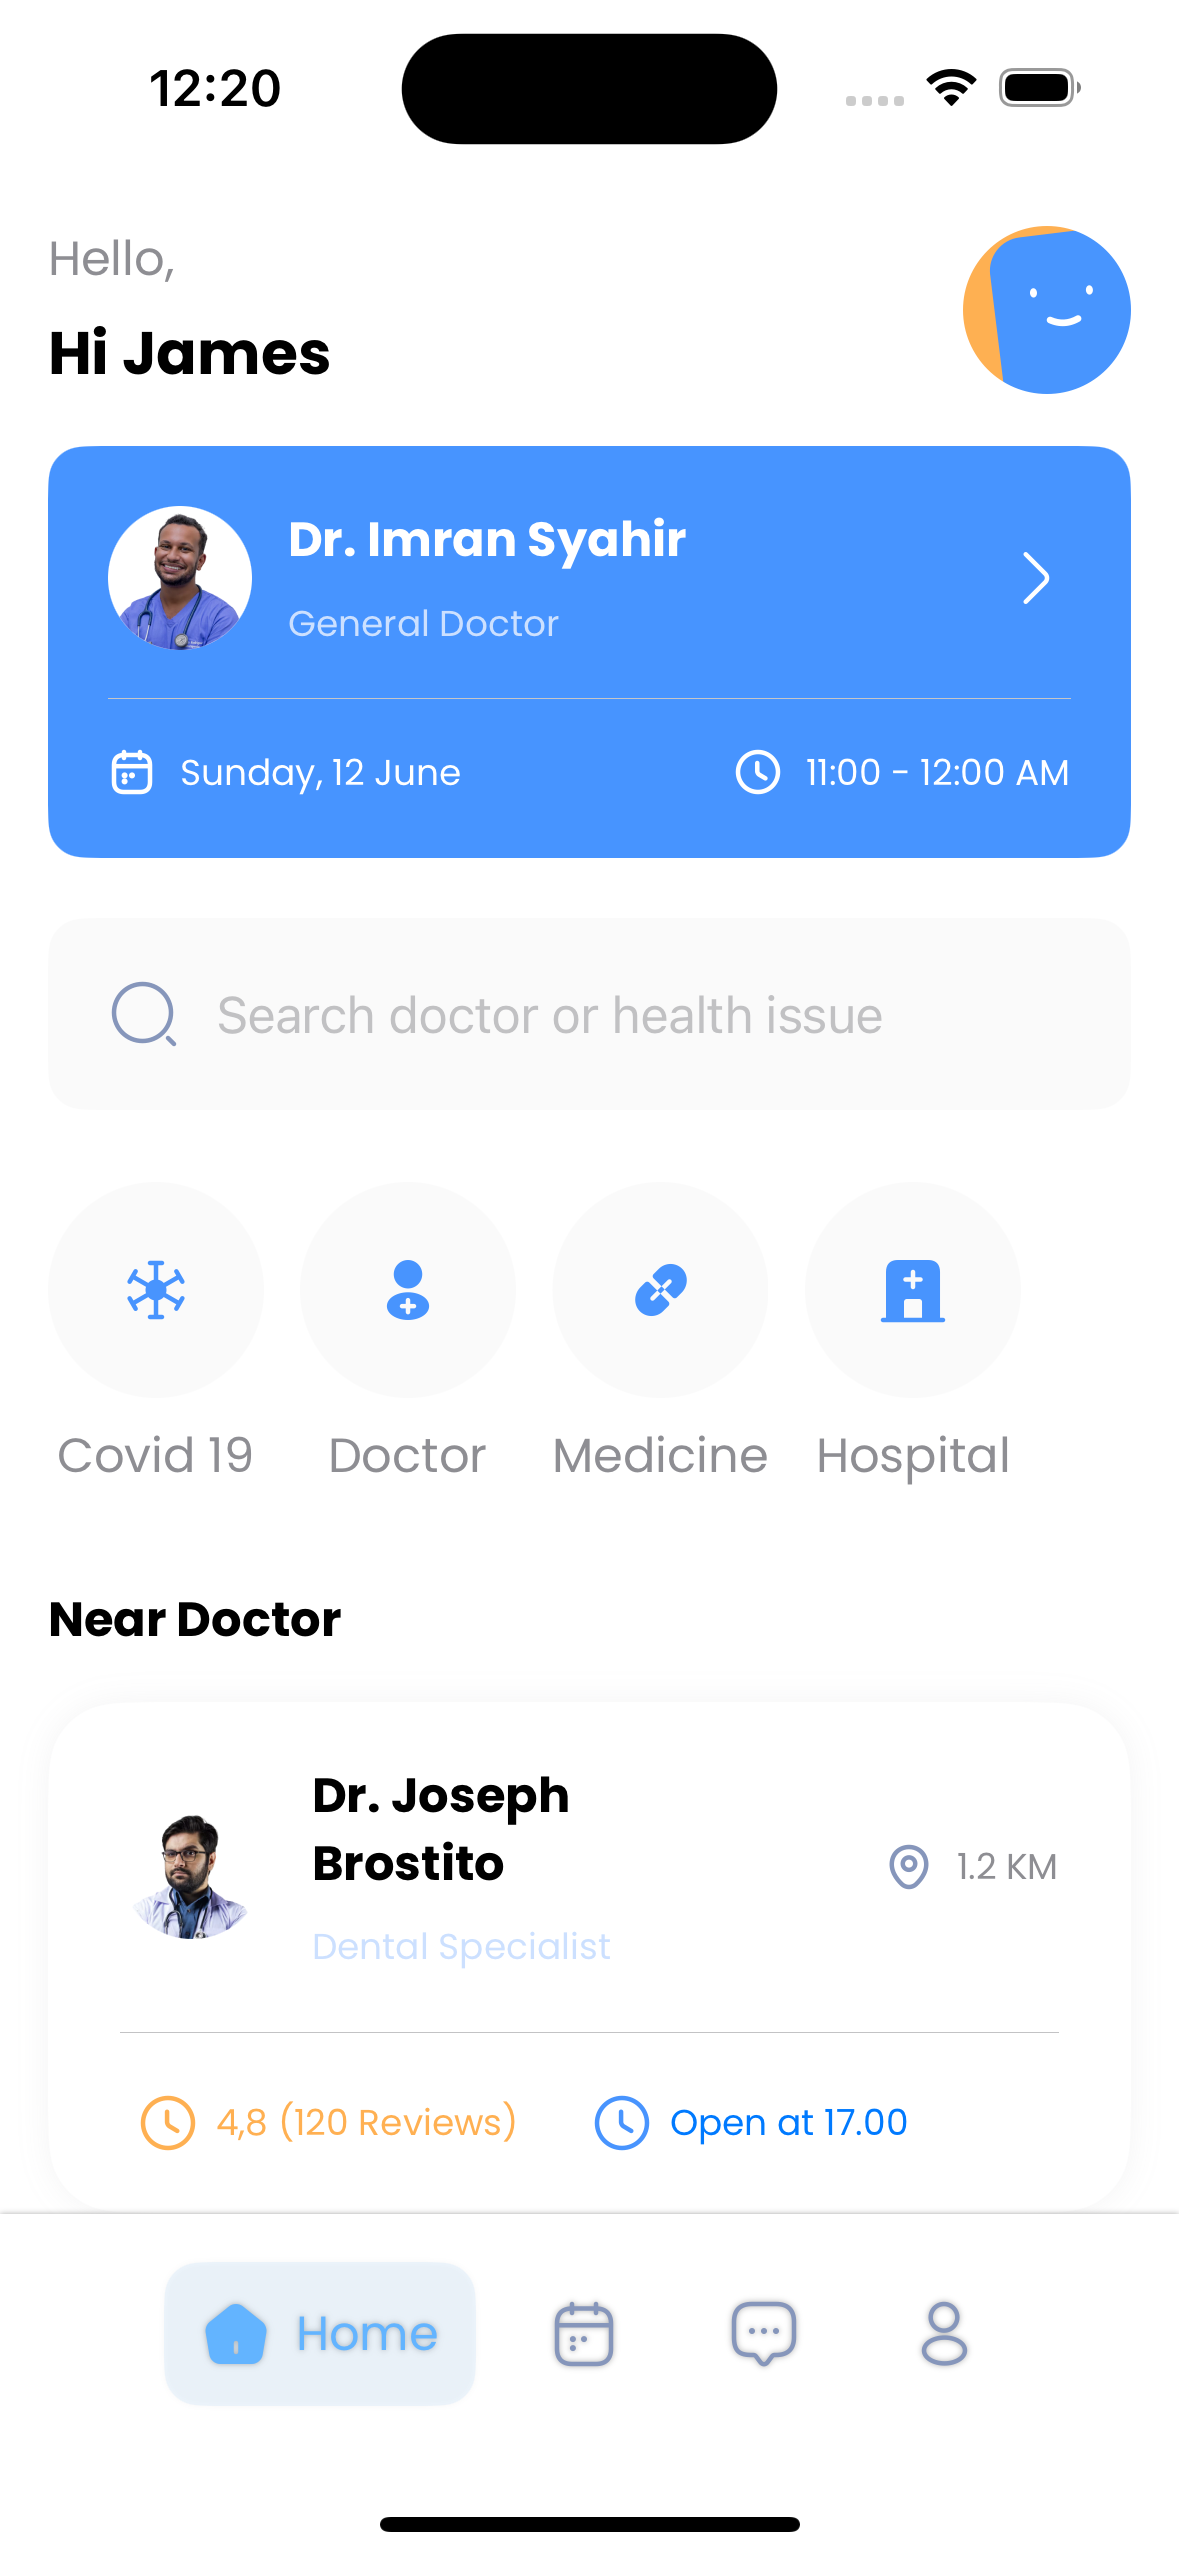 12:20
Hello,
Hi James
Dr. Imran Syahir
General Doctor
Sunday, 12 June
11:00 - 12:00 AM
Search doctor or health issue
Covid 19
Doctor
Medicine
Hospital
Near Doctor
Dr. Joseph
Brostito
1.2 KM
Dental Specialist
4,8 (120 Reviews)
Open at 17.00
Home